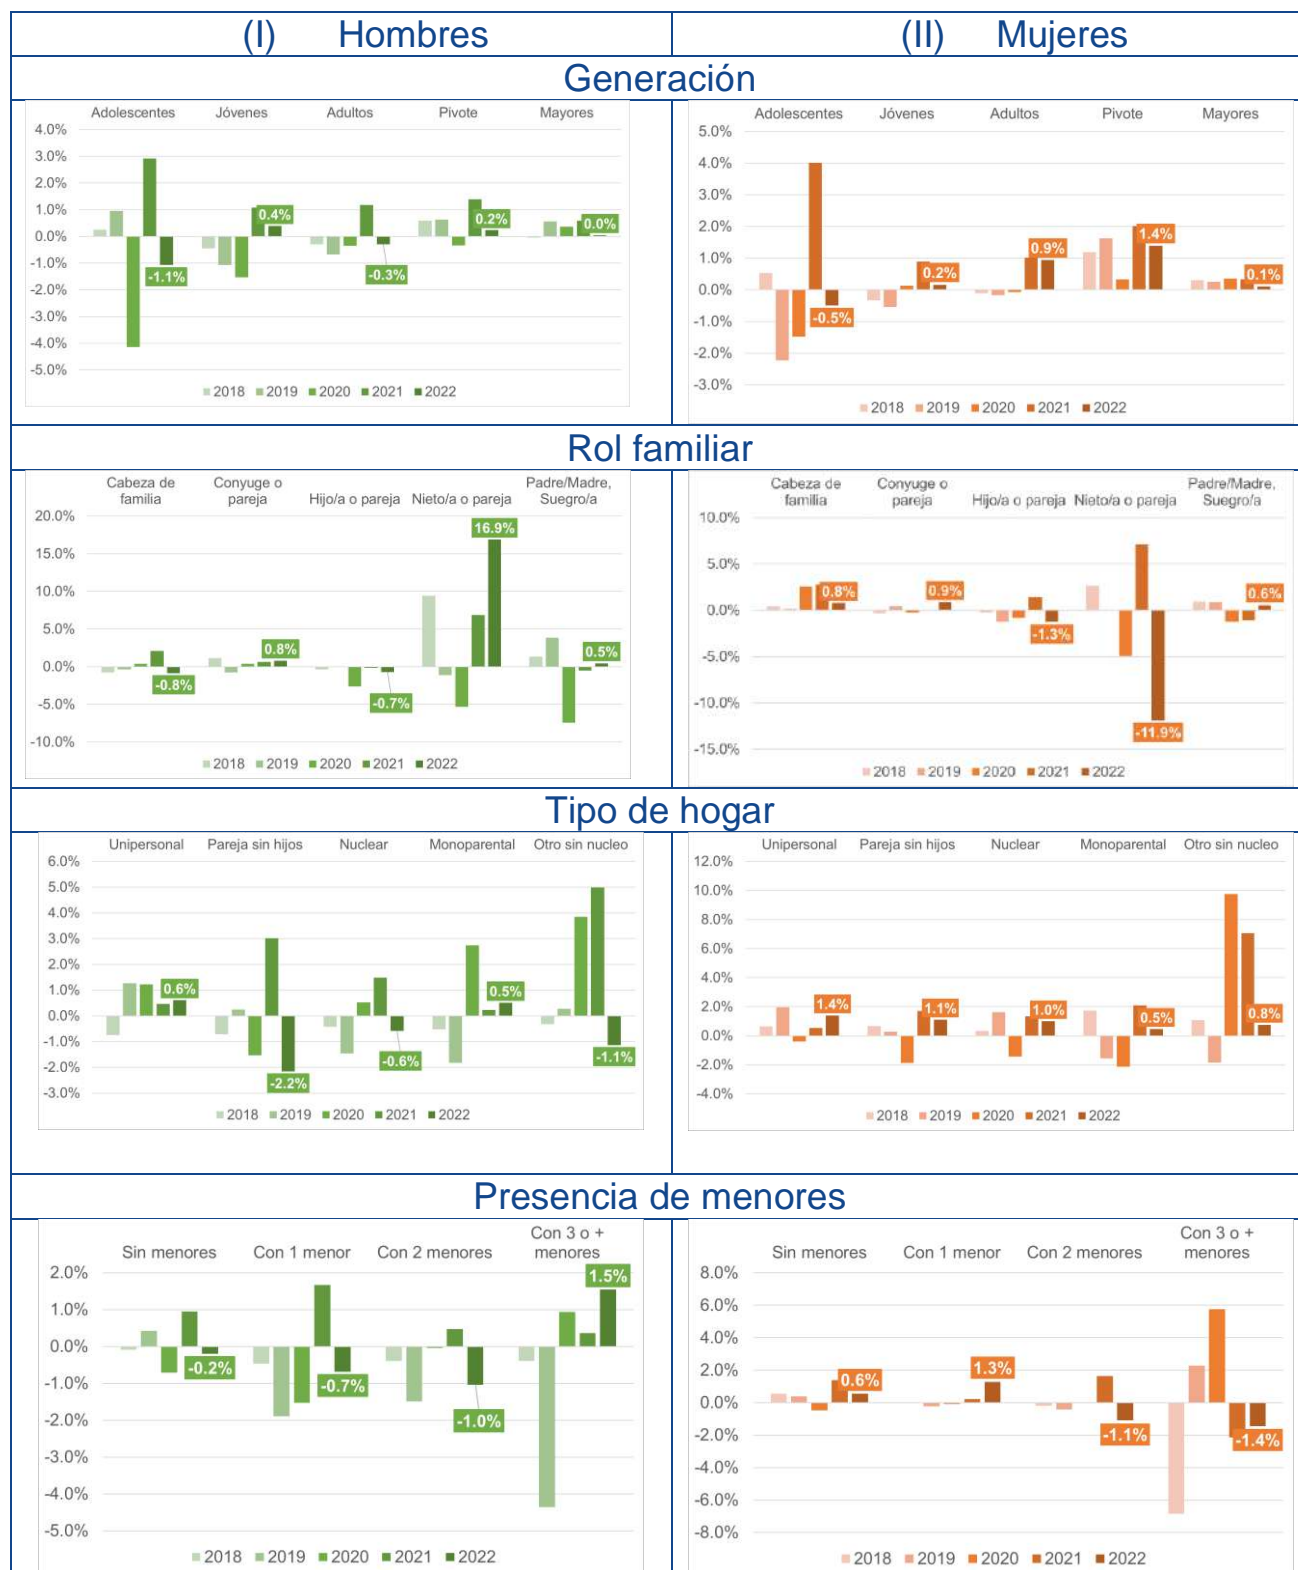 (I) Hombres
(II) Mujeres
Generación
Adolescentes Jóvenes Adultos Pivote Mayores
4.0%
3.0%
2.0%
1.0%
0.0%
-1.0%
-2.0%
-3.0%
-4.0%
-5.0%
-1.1%
0.4%
-0.3%
0.2%
0.0%
2018 2019 2020 2021 2022
Adolescentes Jóvenes Adultos Pivote Mayores
5.0%
4.0%
3.0%
2.0%
1.0%
0.0%
-1.0%
-2.0%
-3.0%
-0.5%
0.2%
0.9%
1.4%
0.1%
2018 2019 2020 2021 2022
Rol familiar
Cabeza de familia
Conyuge o pareja
Hijo/a o pareja
Nieto/a o pareja
Padre/Madre, Suegro/a
20.0%
15.0%
10.0%
5.0%
0.0%
-5.0%
-10.0%
-0.8%
0.8%
-0.7%
16.9%
0.5%
2018 2019 2020 2021 2022
Cabeza de familia
Conyuge o pareja
Hijo/a o pareja
Nieto/a o pareja
Padre/Madre, Suegro/a
10.0%
5.0%
0.0%
-5.0%
-10.0%
-15.0%
0.8%
0.9%
-1.3%
-11.9%
0.6%
2018 2019 2020 2021 2022
Tipo de hogar
Unipersonal Pareja sin hijos Nuclear Monoparental Otro sin nucleo
6.0%
5.0%
4.0%
3.0%
2.0%
1.0%
0.0%
-1.0%
-2.0%
-3.0%
0.6%
-2.2%
-0.6%
0.5%
-1.1%
2018 2019 2020 2021 2022
Unipersonal Pareja sin hijos Nuclear Monoparental Otro sin nucleo
12.0%
10.0%
8.0%
6.0%
4.0%
2.0%
0.0%
-2.0%
-4.0%
1.4%
1.1%
1.0%
0.5%
0.8%
2018 2019 2020 2021 2022
Presencia de menores
Sin menores
Con 1 menor
Con 2 menores
Con 3 o + menores
2.0%
1.0%
0.0%
-1.0%
-2.0%
-3.0%
-4.0%
-5.0%
-0.2%
-0.7%
-1.0%
1.5%
2018 2019 2020 2021 2022
Sin menores
Con 1 menor
Con 2 menores
Con 3 o + menores
8.0%
6.0%
4.0%
2.0%
0.0%
-2.0%
-4.0%
-6.0%
-8.0%
0.6%
1.3%
-1.1%
-1.4%
2018 2019 2020 2021 2022